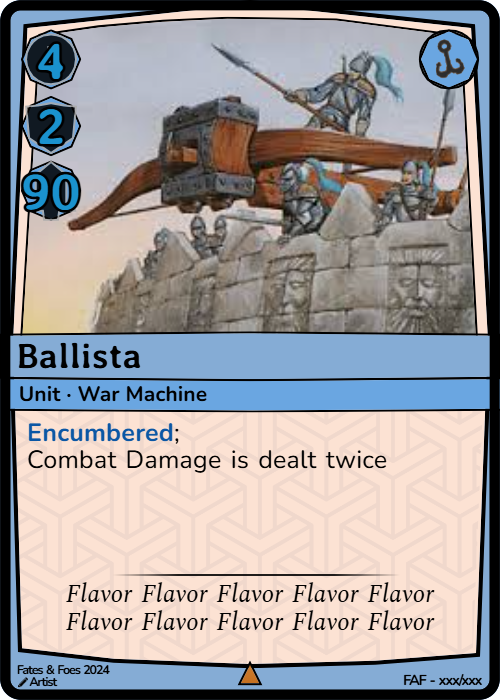 4
2
90
Ballista
Unit · War Machine
Encumbered;
Combat Damage is dealt twice
Flavor Flavor Flavor Flavor Flavor
Flavor Flavor Flavor Flavor Flavor
Fates & Foes 2024
Artist
FAF - xxx/xxx